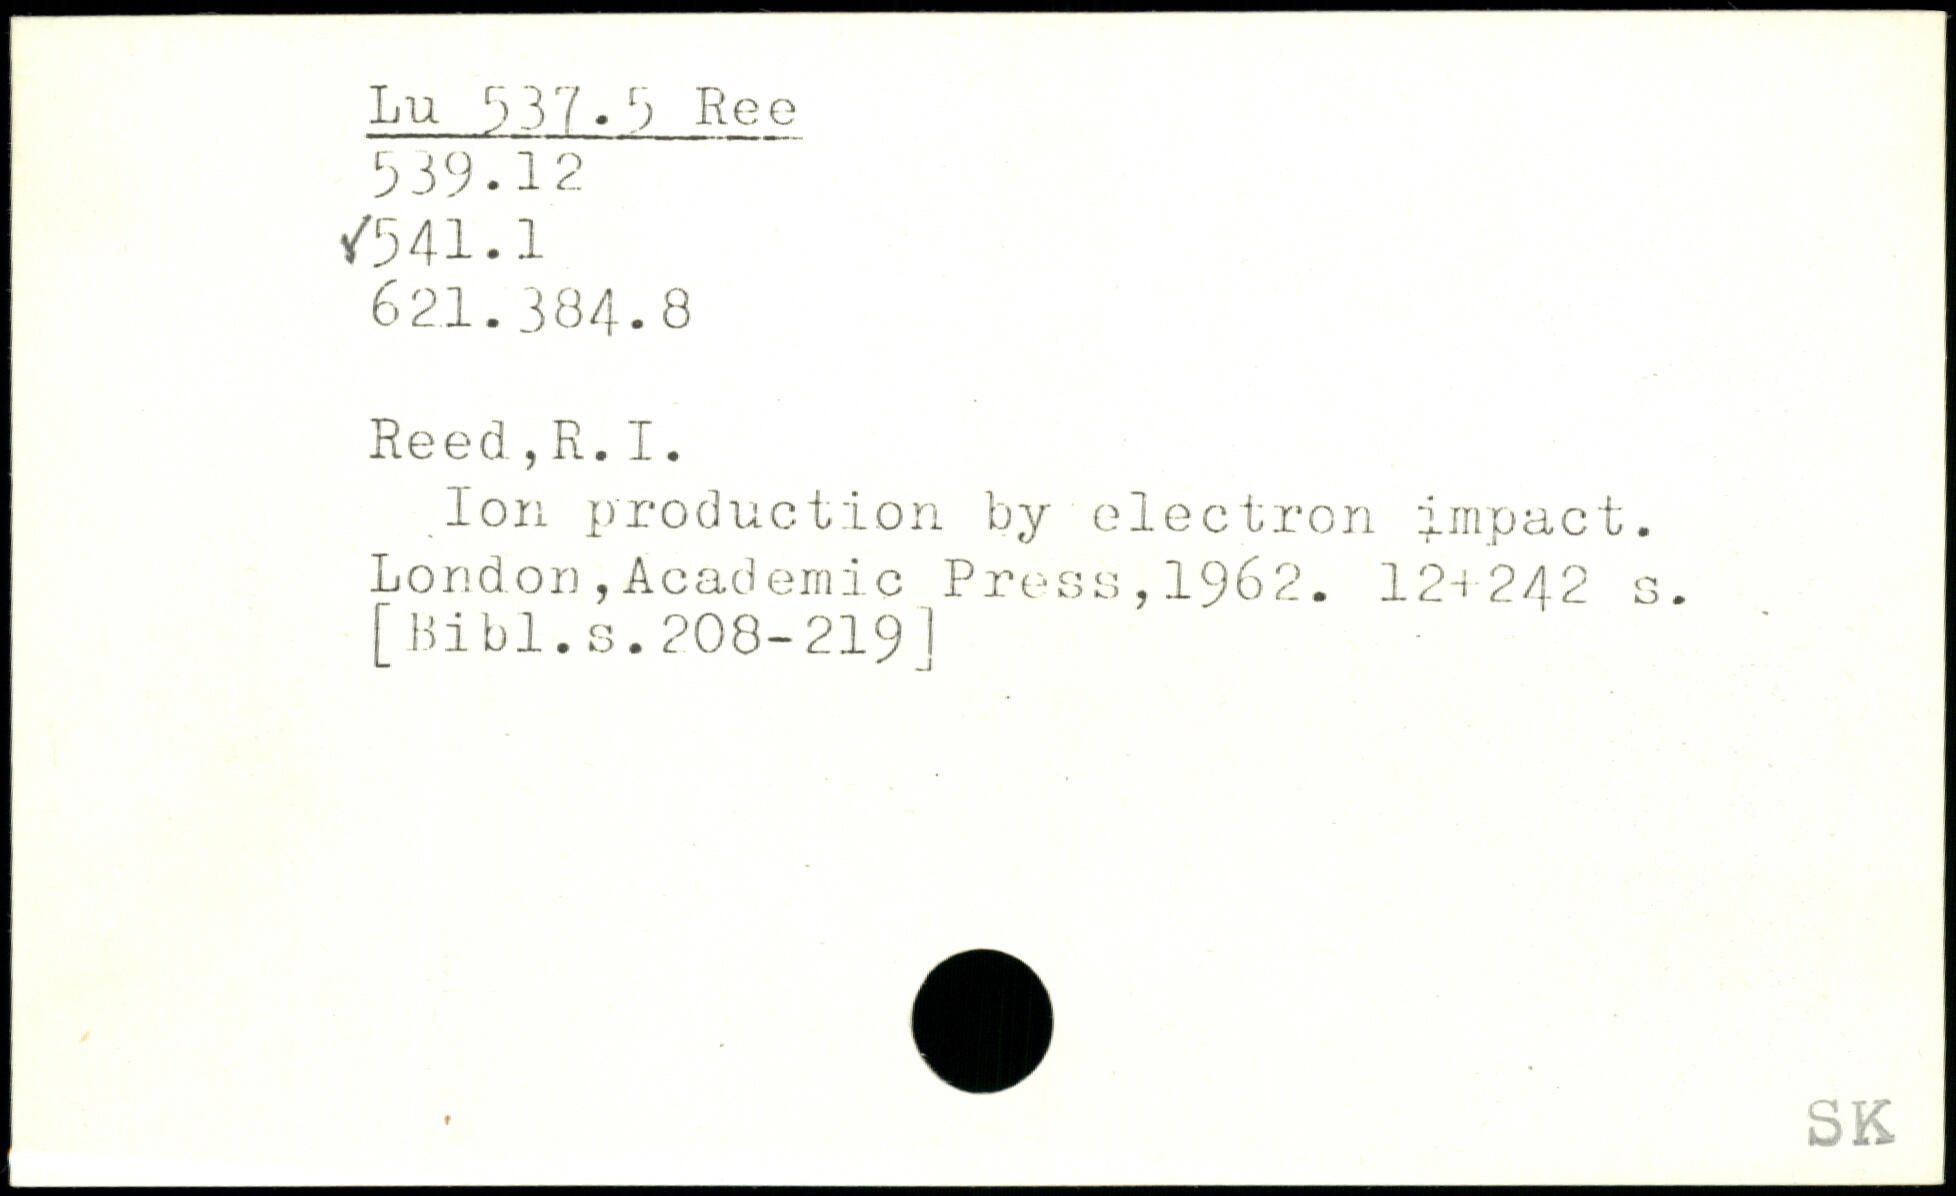 Lu 537.5 Ree
539.12
✓541.1
621.384.8
Reed,R.I.
Ion production by electron impact.
London,Academic Press,1962. 12+242 s.
[Bibl.s.208-219]
SK